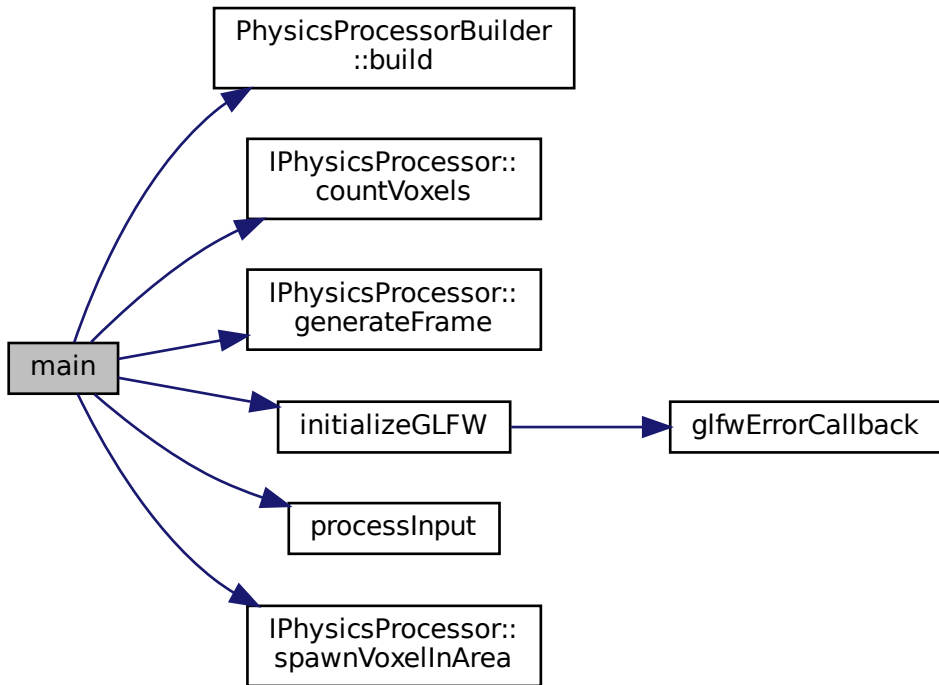 PhysicsProcessorBuilder
::build
IPhysicsProcessor::
countVoxels
IPhysicsProcessor::
generateFrame
main
initializeGLFW
glfwErrorCallback
processInput
IPhysicsProcessor::
spawnVoxelInArea